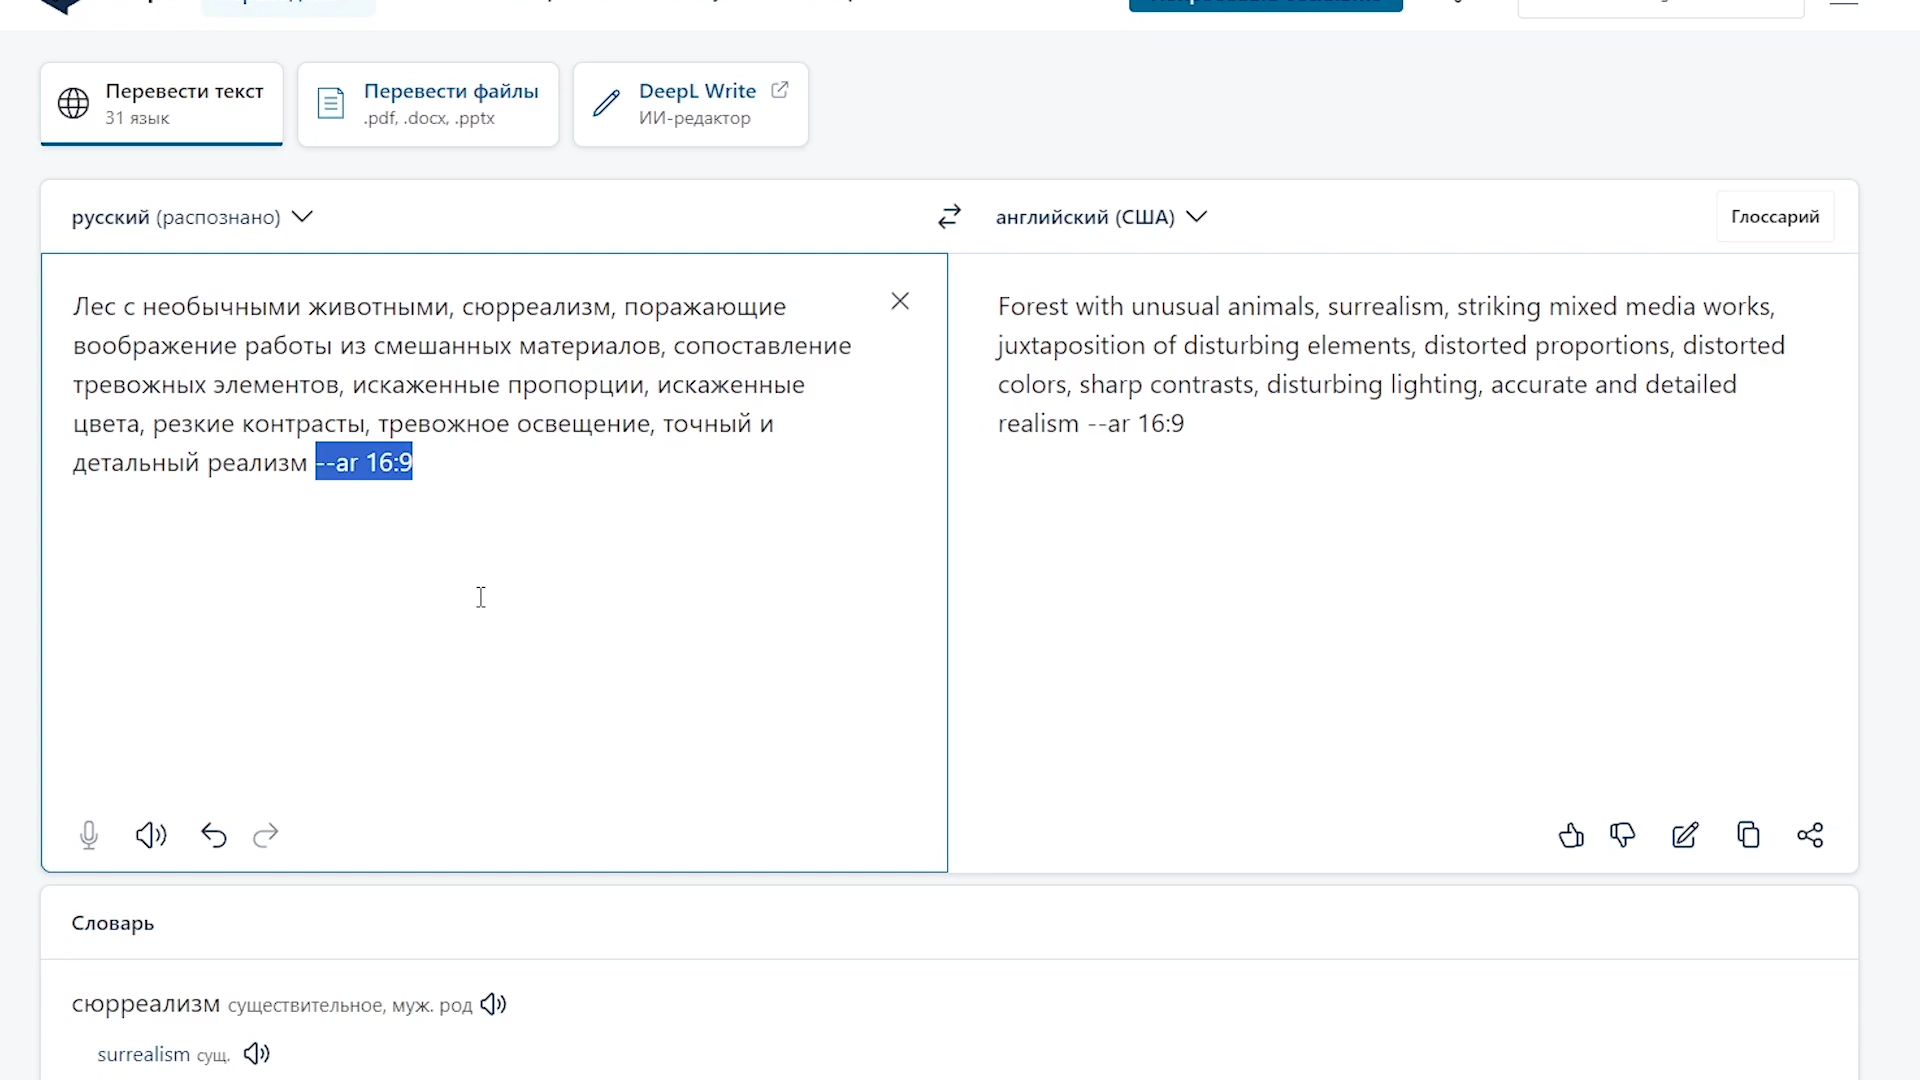 Перевести текст
31 язык
Перевести файлы
.pdf, .docx, .pptx
DeepL Write
ИИ-редактор
русский (распознано)
английский (США)
Глоссарий
Лес с необычными животными, сюрреализм, поражающие
воображение работы из смешанных материалов, сопоставление
тревожных элементов, искаженные пропорции, искаженные
цвета, резкие контрасты, тревожное освещение, точный и
детальный реализм --ar 16:9
Forest with unusual animals, surrealism, striking mixed media works,
juxtaposition of disturbing elements, distorted proportions, distorted
colors, sharp contrasts, disturbing lighting, accurate and detailed
realism --ar 16:9
Словарь
сюрреализм существительное, муж. род
surrealism сущ.